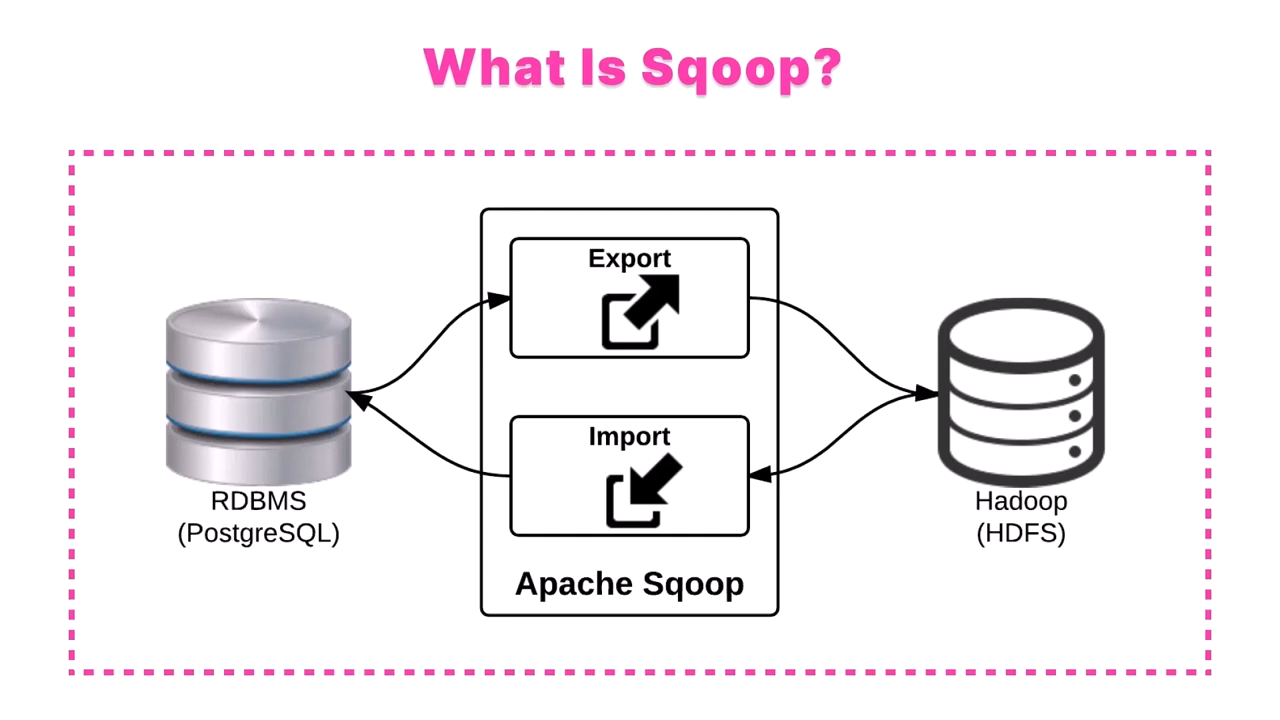 What Is Sqoop?
Export
Import
Apache Sqoop
RDBMS
(PostgreSQL)
Hadoop
(HDFS)